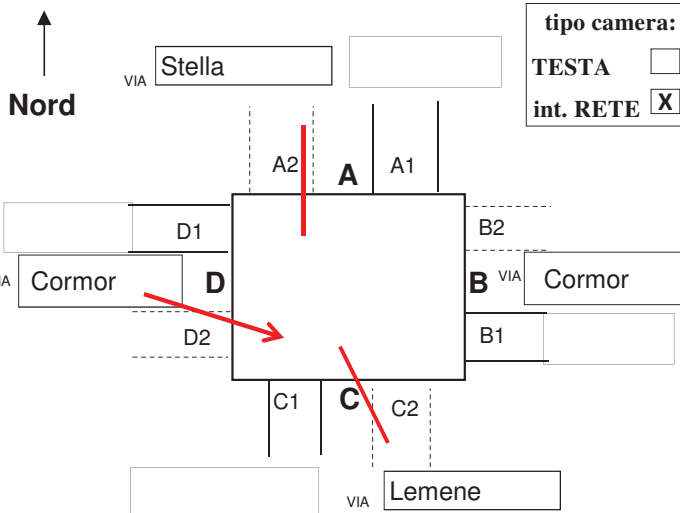 tipo camera:
VIA Stella
TESTA
Nord
int. RETE X
A2 A A1
D1 B2
IA Cormor D B VIA Cormor
D2 B1
C1 C C2
VIA Lemene